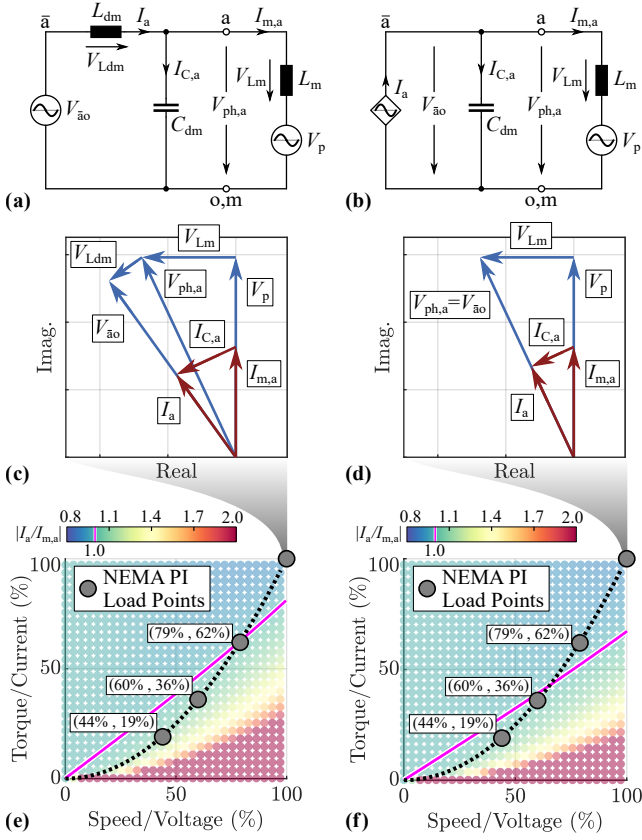 ā L_dm I_a a I_m,a
V_Ldm
I_C,a V_Lm L_m
V_āo V_ph,a
C_dm V_p
(a) o,m
ā a I_m,a
I_a I_C,a V_Lm L_m
V_āo V_ph,a
C_dm V_p
(b) o,m
V_Ldm V_Lm
V_ph,a V_p
V_āo I_C,a
I_m,a
I_a
Imag.
(c) Real
V_Lm
V_p
V_ph,a=V_āo
I_C,a
I_m,a
I_a
Imag.
(d) Real
|I_a/I_m,a| 0.8 1.1 1.4 1.7 2.0
1.0
100
NEMA PI
Load Points
(79% , 62%)
50
(60% , 36%)
(44% , 19%)
0
Torque/Current (%)
0 50 100
(e) Speed/Voltage (%)
|I_a/I_m,a| 0.8 1.1 1.4 1.7 2.0
1.0
100
NEMA PI
Load Points
(79% , 62%)
50
(60% , 36%)
(44% , 19%)
0
Torque/Current (%)
0 50 100
(f) Speed/Voltage (%)